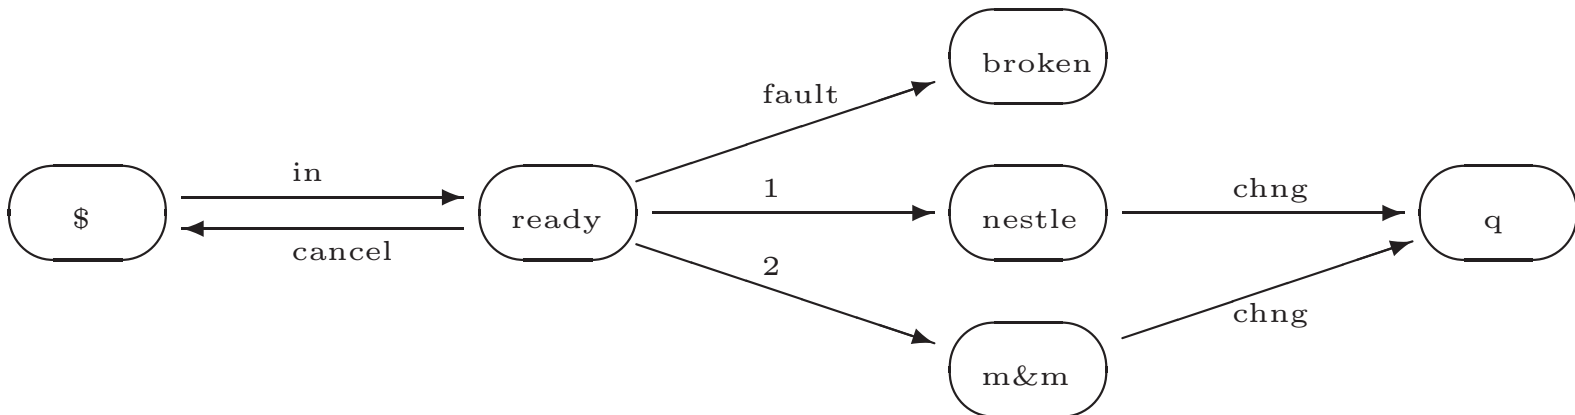 broken
fault
in
1
chng
$
ready
nestle
q
cancel
2
chng
m&m